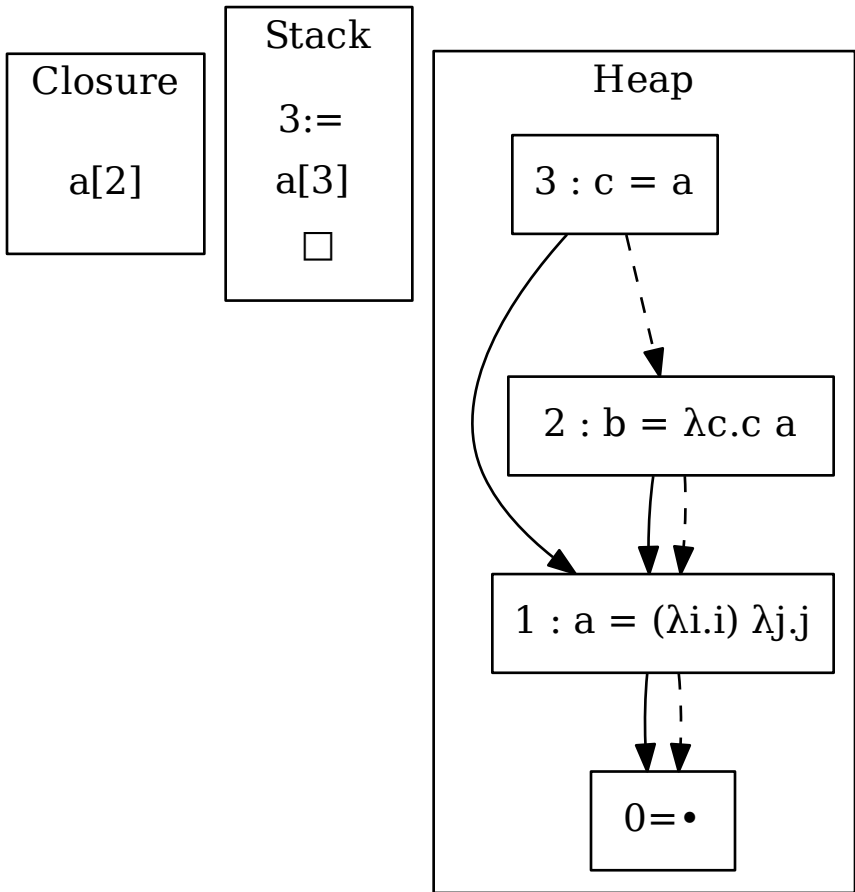 Closure
a[2]
Stack
3:=
a[3]
□
Heap
3 : c = a
2 : b = λc.c a
1 : a = (λi.i) λj.j
0=•